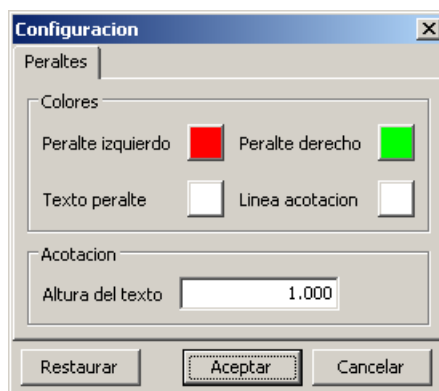 Configuracion
Peraltes
Colores
Peralte izquierdo Peralte derecho
Texto peralte Linea acotacion
Acotacion
Altura del texto 1.000
Restaurar Aceptar Cancelar